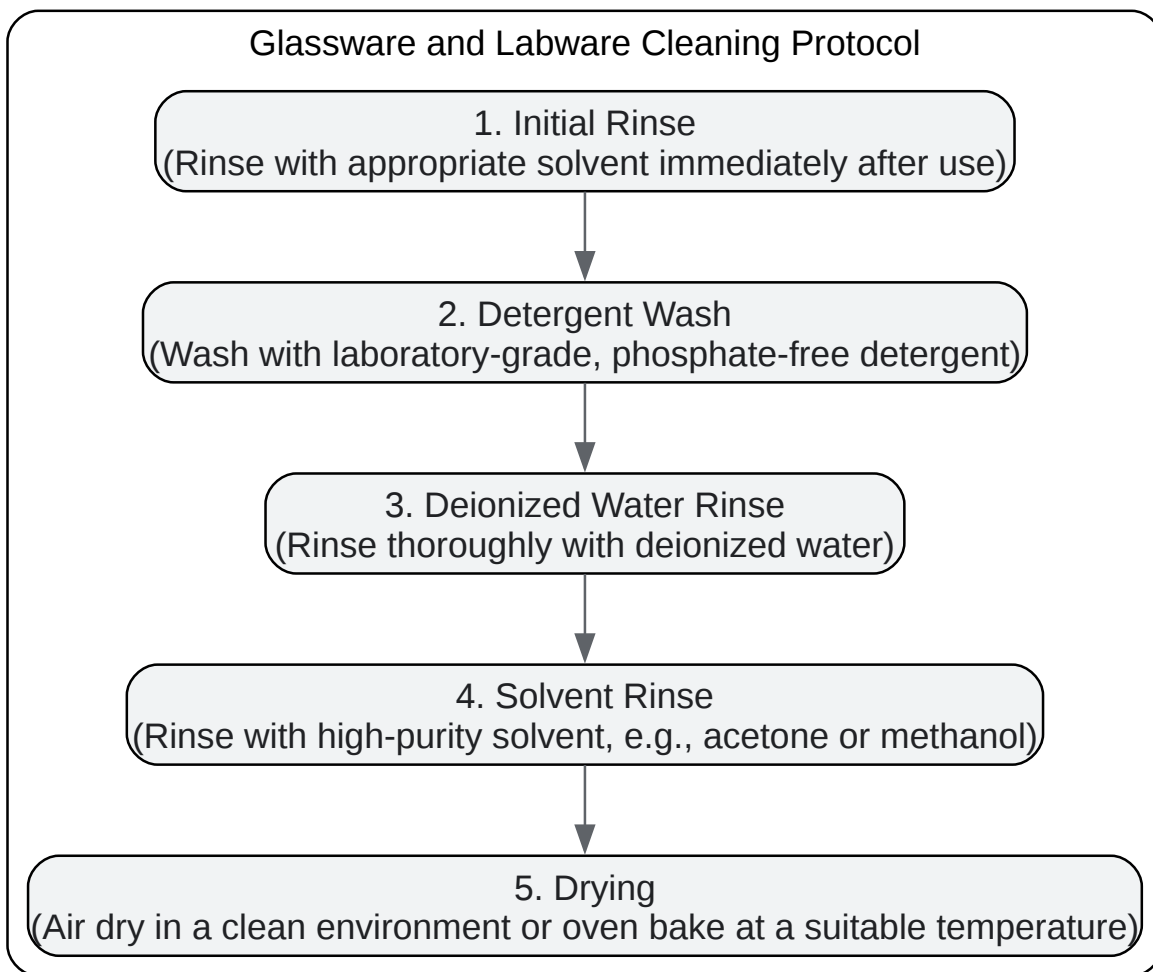 Glassware and Labware Cleaning Protocol
1. Initial Rinse
(Rinse with appropriate solvent immediately after use)
2. Detergent Wash
(Wash with laboratory-grade, phosphate-free detergent)
3. Deionized Water Rinse
(Rinse thoroughly with deionized water)
4. Solvent Rinse
(Rinse with high-purity solvent, e.g., acetone or methanol)
5. Drying
(Air dry in a clean environment or oven bake at a suitable temperature)